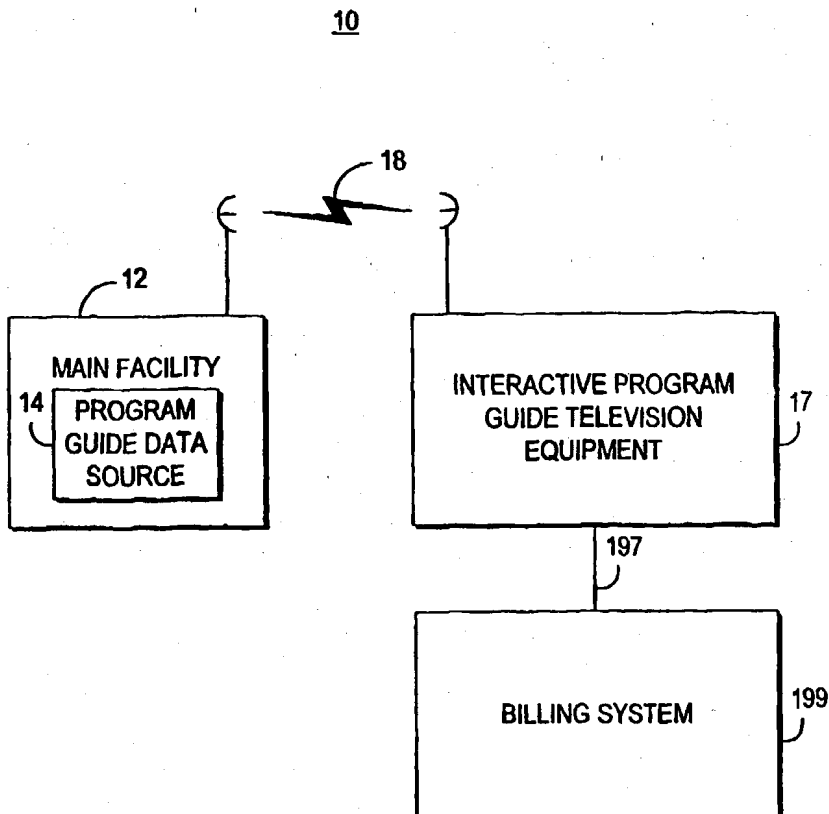 10
18
12
MAIN FACILITY
14
PROGRAM
GUIDE DATA
SOURCE
INTERACTIVE PROGRAM
GUIDE TELEVISION
EQUIPMENT
17
197
BILLING SYSTEM
199